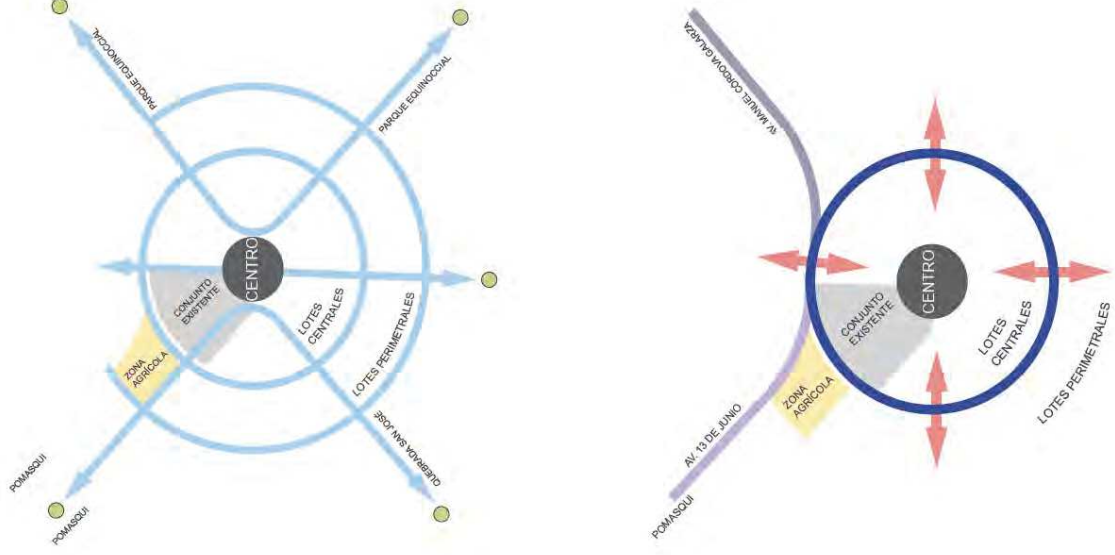 PARQUE EQUINOCCIAL
PARQUE EQUINOCCIAL
CENTRO
CONJUNTO
EXISTENTE
LOTES
CENTRALES
LOTES PERIMETRALES
ZONA
AGRÍCOLA
QUEBRADA SAN JOSÉ
POMASQUI
POMASQUI
AV. MANUEL CORDOVA GALARZA
CENTRO
CONJUNTO
EXISTENTE
LOTES
CENTRALES
LOTES PERIMETRALES
ZONA
AGRÍCOLA
AV. 13 DE JUNIO
POMASQUI